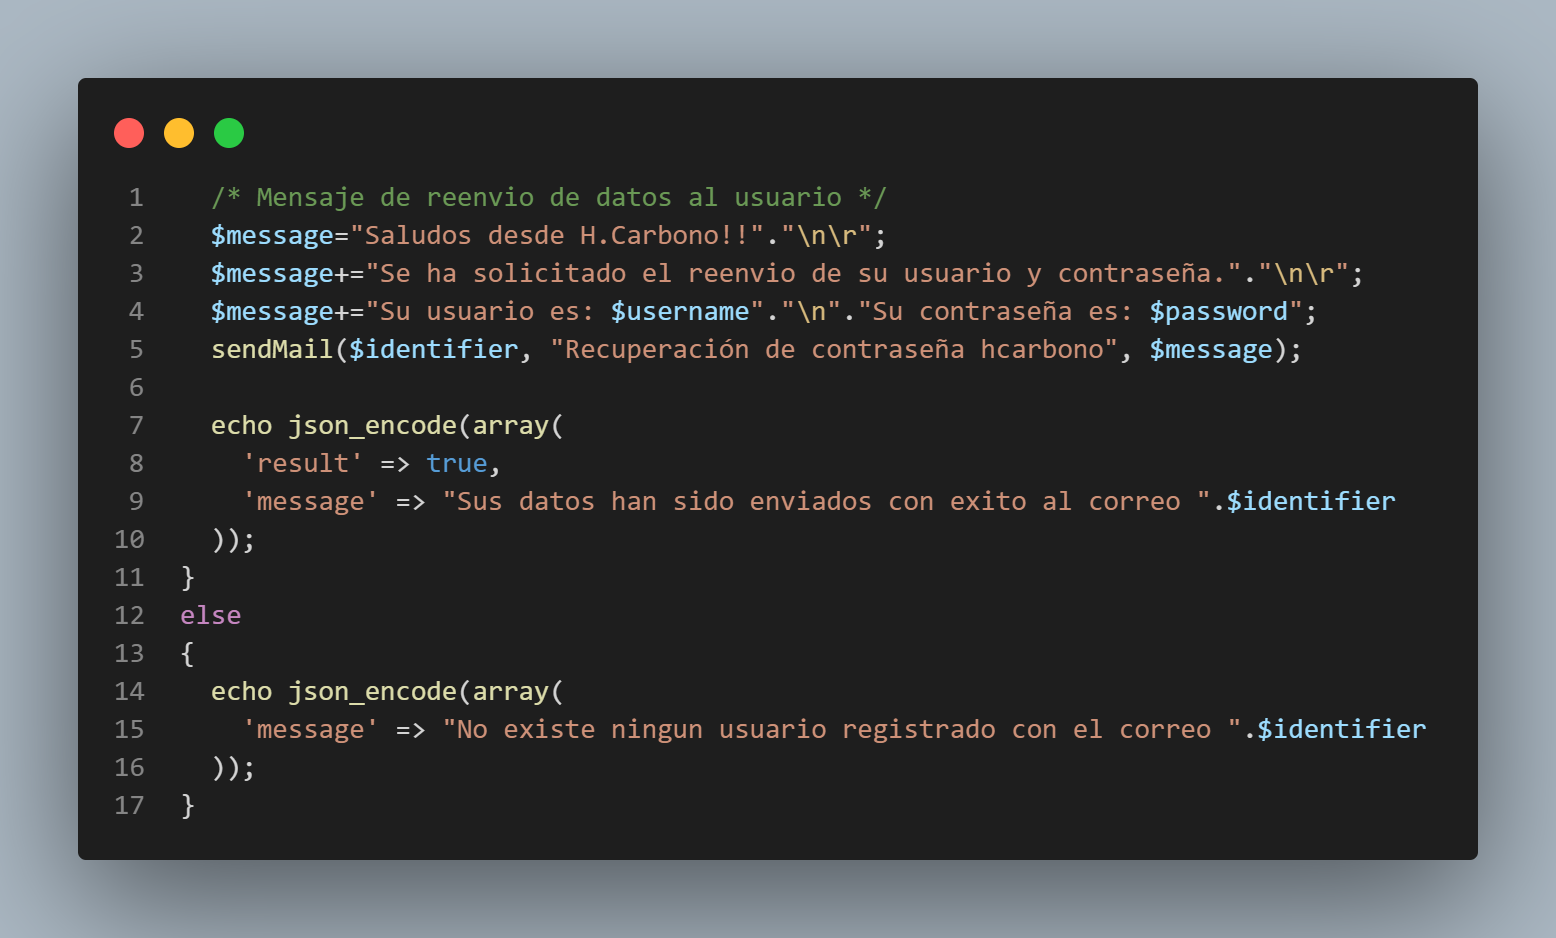 1 /* Mensaje de reenvio de datos al usuario */
2 $message="Saludos desde H.Carbono!!"."\n\r";
3 $message+="Se ha solicitado el reenvio de su usuario y contraseña."."\n\r";
4 $message+="Su usuario es: $username"."\n"."Su contraseña es: $password";
5 sendMail($identifier, "Recuperación de contraseña hcarbono", $message);
6
7 echo json_encode(array(
8 'result' => true,
9 'message' => "Sus datos han sido enviados con exito al correo ".$identifier
10 ));
11 }
12 else
13 {
14 echo json_encode(array(
15 'message' => "No existe ningun usuario registrado con el correo ".$identifier
16 ));
17 }